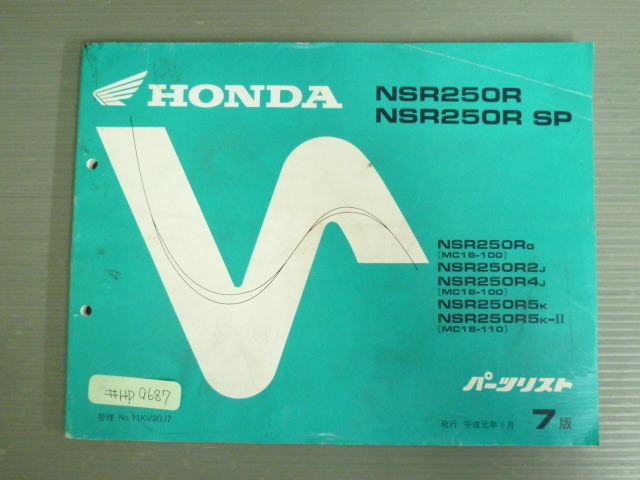 HONDA
NSR250R
NSR250R SP
NSR250RG
(MC16-100)
NSR250R2J
NSR250R4J
(MC18-100)
NSR250R5K
NSR250R5K-II
(MC18-110)
パーツリスト
#HP Q687
管理 No.11KV3GJ7
発行 平成元年1月 7版